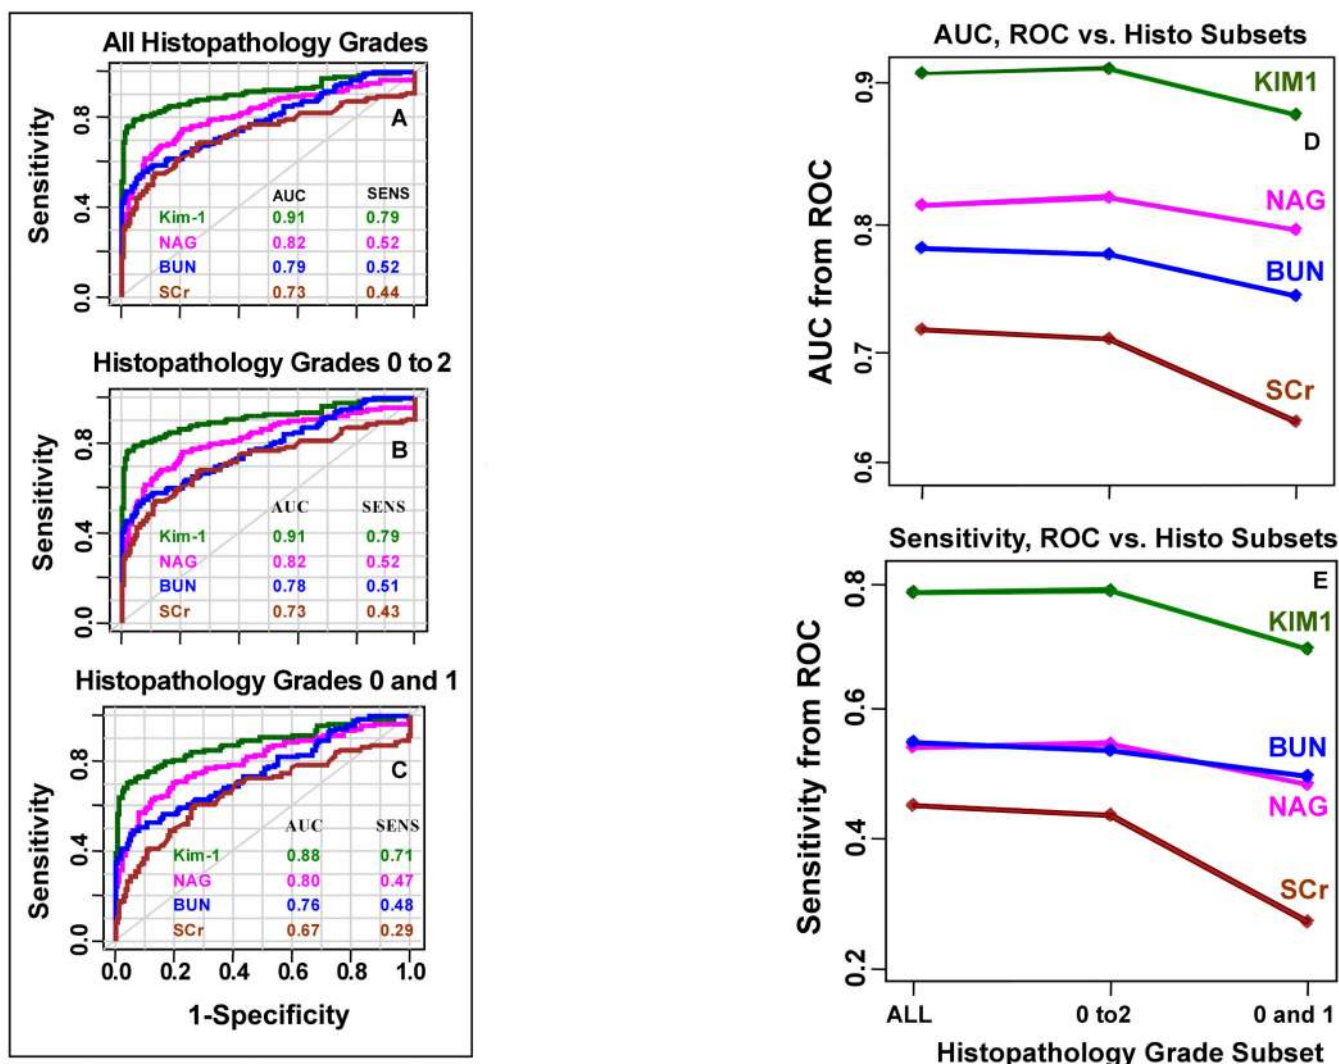 All Histopathology Grades
Sensitivity
0.8
0.4
0.0
A
AUC SENS
Kim-1 0.91 0.79
NAG 0.82 0.52
BUN 0.79 0.52
SCr 0.73 0.44
Histopathology Grades 0 to 2
Sensitivity
0.8
0.4
0.0
B
AUC SENS
Kim-1 0.91 0.79
NAG 0.82 0.52
BUN 0.78 0.51
SCr 0.73 0.43
Histopathology Grades 0 and 1
Sensitivity
0.8
0.4
0.0
C
AUC SENS
Kim-1 0.88 0.71
NAG 0.80 0.47
BUN 0.76 0.48
SCr 0.67 0.29
0.0 0.2 0.4 0.6 0.8 1.0
1-Specificity
AUC, ROC vs. Histo Subsets
AUC from ROC
0.9
0.8
0.7
0.6
KIM1
D
NAG
BUN
SCr
Sensitivity, ROC vs. Histo Subsets
Sensitivity from ROC
0.8
0.6
0.4
0.2
E
KIM1
BUN
NAG
SCr
ALL 0 to2 0 and 1
Histopathology Grade Subset